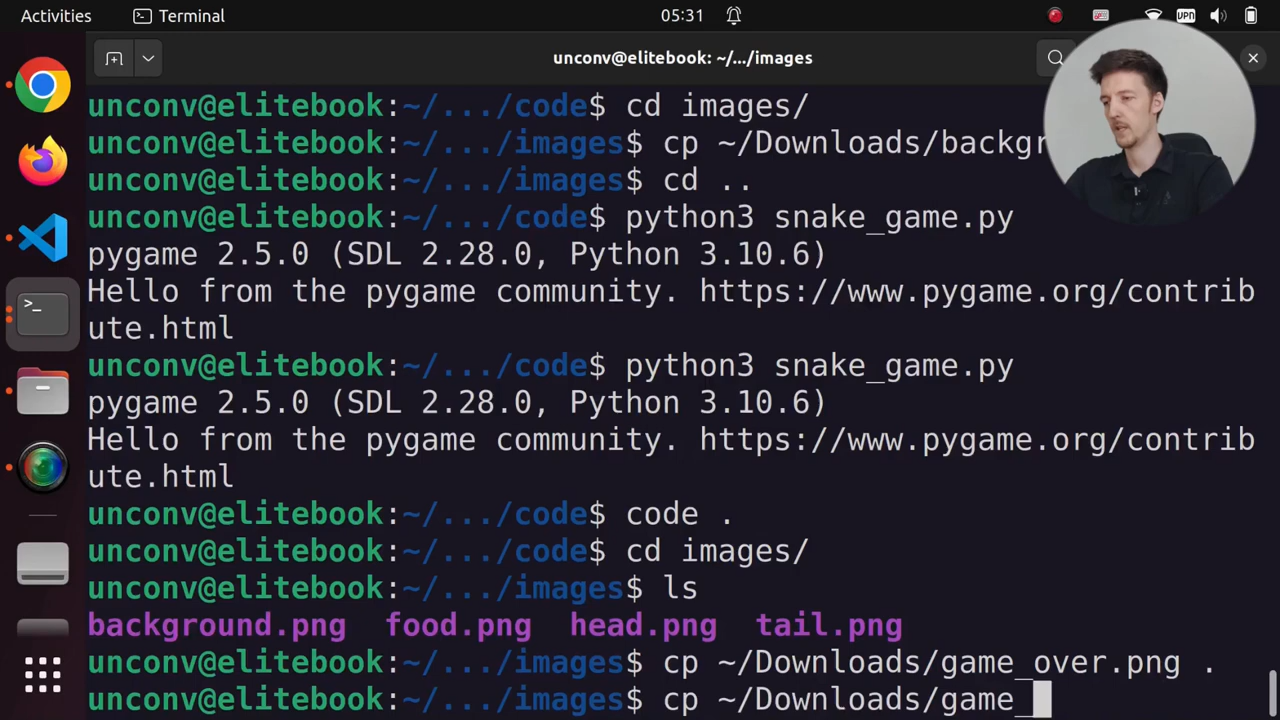 Activities
Terminal
05:31
VPN
unconv@elitebook: ~/.../images
unconv@elitebook:~/.../code$ cd images/
unconv@elitebook:~/.../images$ cp ~/Downloads/backgr
unconv@elitebook:~/.../images$ cd ..
unconv@elitebook:~/.../code$ python3 snake_game.py
pygame 2.5.0 (SDL 2.28.0, Python 3.10.6)
Hello from the pygame community. https://www.pygame.org/contrib
ute.html
unconv@elitebook:~/.../code$ python3 snake_game.py
pygame 2.5.0 (SDL 2.28.0, Python 3.10.6)
Hello from the pygame community. https://www.pygame.org/contrib
ute.html
unconv@elitebook:~/.../code$ code .
unconv@elitebook:~/.../code$ cd images/
unconv@elitebook:~/.../images$ ls
background.png food.png head.png tail.png
unconv@elitebook:~/.../images$ cp ~/Downloads/game_over.png .
unconv@elitebook:~/.../images$ cp ~/Downloads/game_